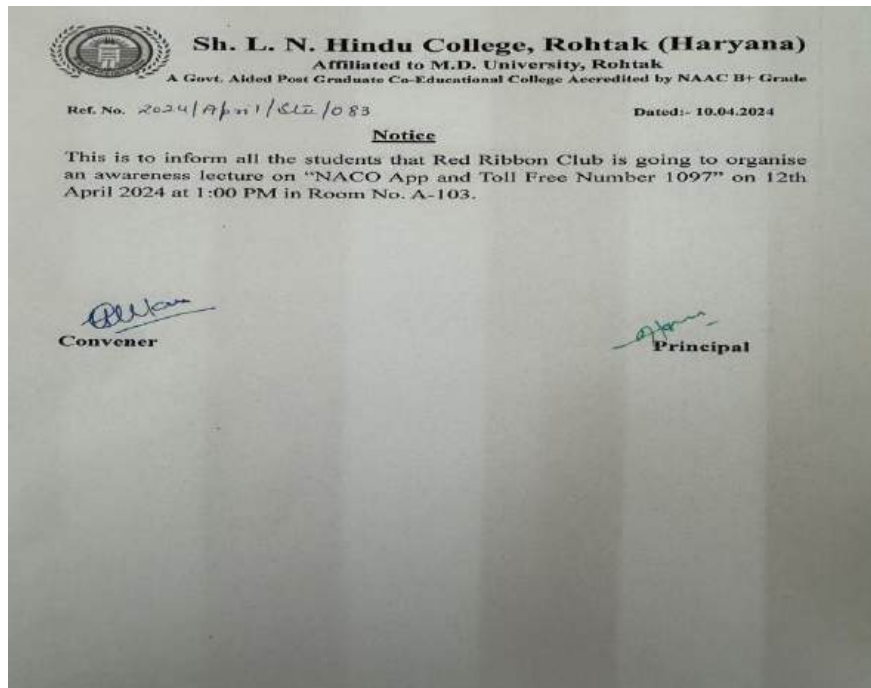 Sh. L. N. Hindu College, Rohtak (Haryana)
Affiliated to M.D. University, Rohtak
A Govt. Aided Post Graduate Co-Educational College Accredited by NAAC B+ Grade
Ref. No. 2024/April/Stu/083 Dated:- 10.04.2024
Notice
This is to inform all the students that Red Ribbon Club is going to organise
an awareness lecture on “NACO App and Toll Free Number 1097” on 12th
April 2024 at 1:00 PM in Room No. A-103.
Convener
Principal